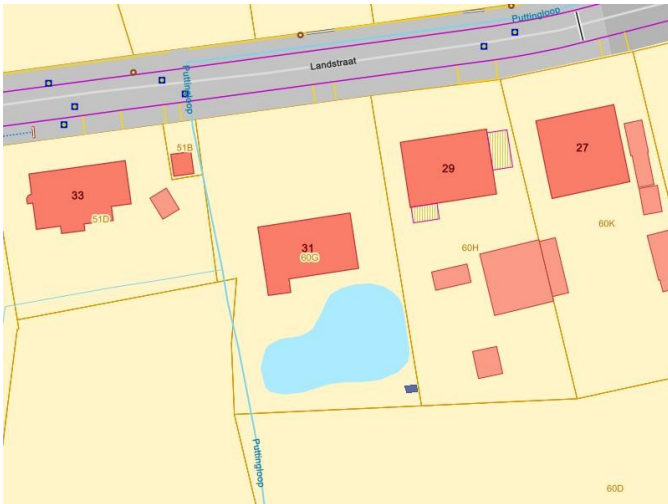 Puttingloop
Landstraat
Puttingloop
51B
27
29
33
51D
60K
31
60G
60H
Puttingloop
60D